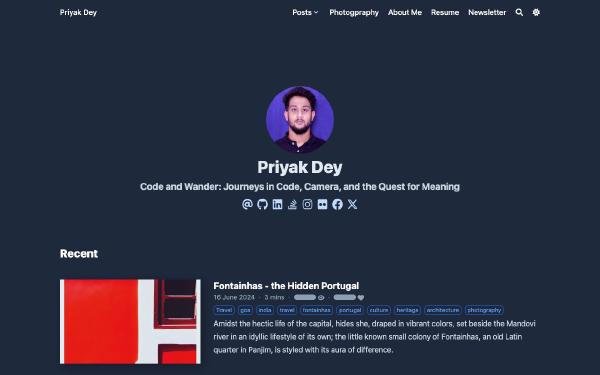 Priyak Dey
Posts Photogpraphy About Me Resume Newsletter
Priyak Dey
Code and Wander: Journeys in Code, Camera, and the Quest for Meaning
Recent
Fontainhas - the Hidden Portugal
16 June 2024 · 3 mins ·
Travel goa india travel fontainhas portugal culture heritage architecture photography
Amidst the hectic life of the capital, hides she, draped in vibrant colors, set beside the Mandovi
river in an idyllic lifestyle of its own; the little known small colony of Fontainhas, an old Latin
quarter in Panjim, is styled with its aura of difference.